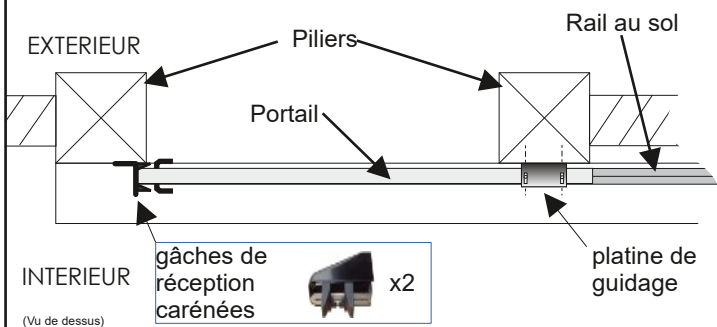 EXTERIEUR
Piliers
Rail au sol
Portail
gâches de
réception
carénées
x2
platine de
guidage
INTERIEUR
(Vu de dessus)